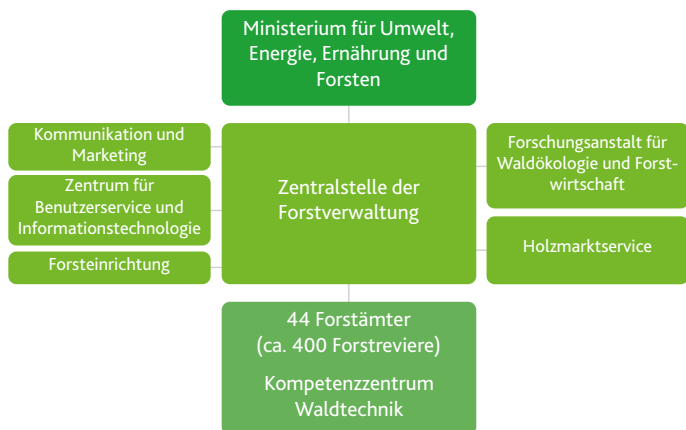 Ministerium für Umwelt,
Energie, Ernährung und
Forsten
Kommunikation und
Marketing
Zentrum für
Benutzerservice und
Informationstechnologie
Forsteinrichtung
Zentralstelle der
Forstverwaltung
Forschungsanstalt für
Waldökologie und Forst-
wirtschaft
Holzmarktservice
44 Forstämter
(ca. 400 Forstreviere)
Kompetenzzentrum
Waldtechnik